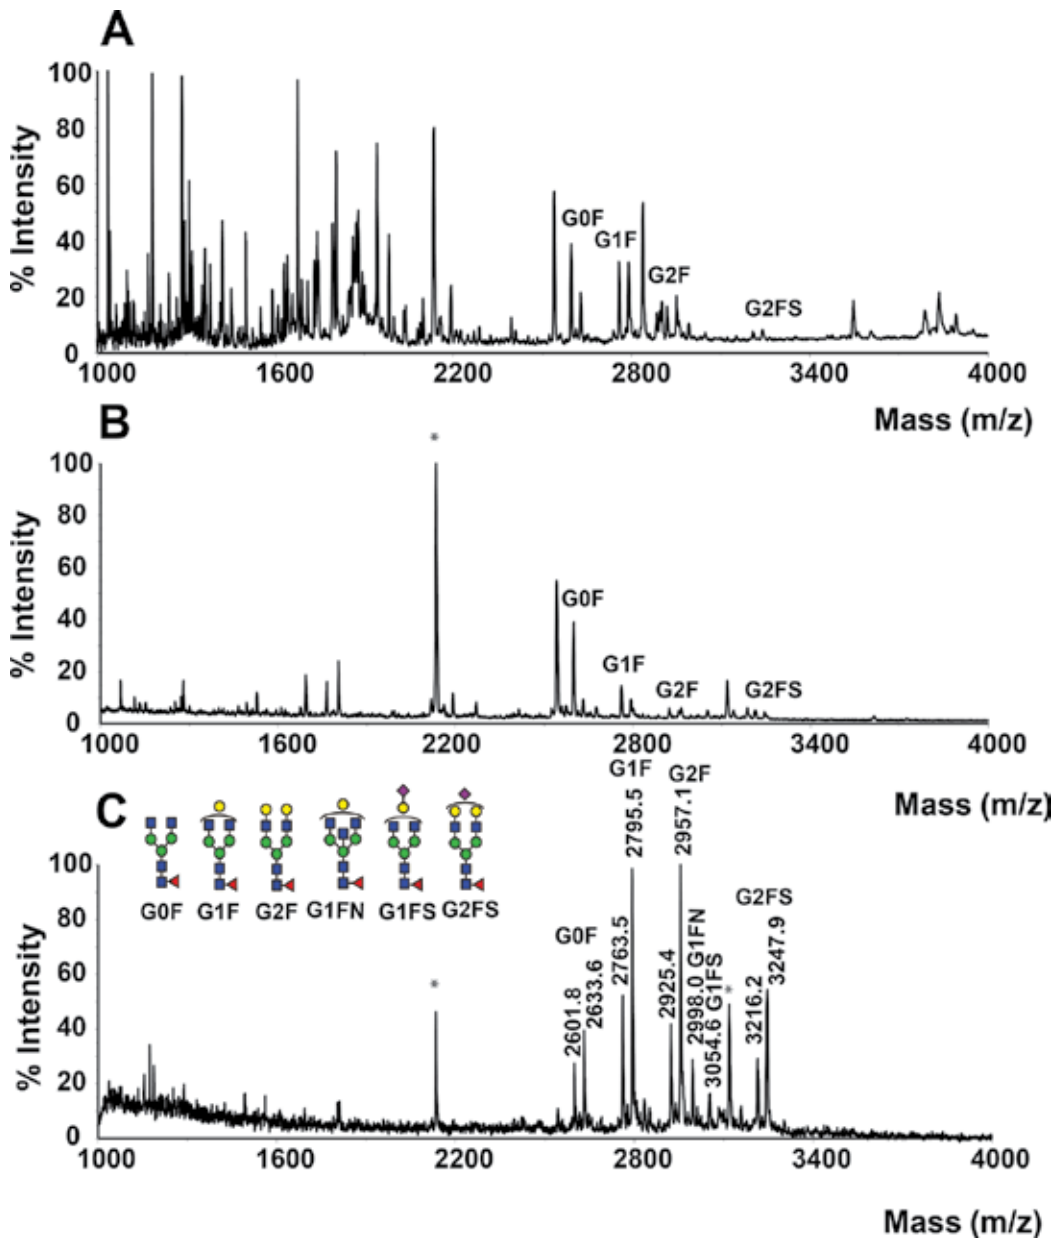 A
% Intensity
100
80
60
40
20
0
G0F
G1F
G2F
G2FS
1000 1600 2200 2800 3400 4000
Mass (m/z)
B
% Intensity
*
100
80
60
40
20
0
G0F
G1F
G2F
G2FS
1000 1600 2200 2800 3400 4000
Mass (m/z)
C
% Intensity
100
80
60
40
20
0
G0F G1F G2F G1FN G1FS G2FS
*
G0F
2601.8
2633.6
2763.5
G1F
2795.5
2925.4
G2F
2957.1
2998.0 G1FN
3054.6 G1FS
*
G2FS
3216.2
3247.9
1000 1600 2200 2800 3400 4000
Mass (m/z)